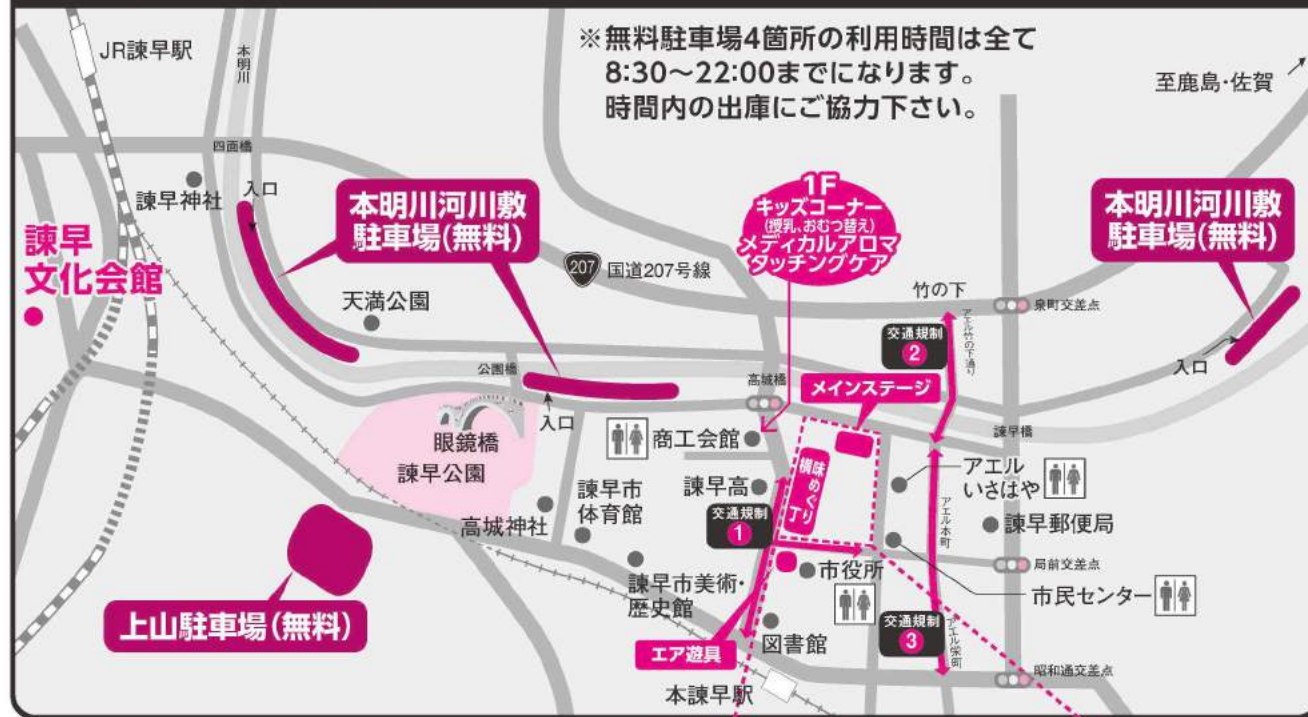 ※無料駐車場4箇所の利用時間は全て
8:30〜22:00までになります。
時間内の出庫にご協力下さい。
JR諫早駅
本明川
至鹿島・佐賀
四面橋
諫早神社
入口
本明川河川敷
駐車場(無料)
1F
キッズコーナー
(授乳、おむつ替え)
メディカルアロマ
タッチングケア
本明川河川敷
駐車場(無料)
諫早
文化会館
207
国道207号線
天満公園
竹の下
泉町交差点
アエル竹の下通り
交通規制
2
入口
公園橋
高城橋
メインステージ
入口
眼鏡橋
諫早公園
商工会館
諫早橋
アエル
いさはや
横丁
味めぐり
諫早高
諫早市
体育館
高城神社
交通規制
1
アエル本町
諫早郵便局
局前交差点
市役所
諫早市美術・
歴史館
市民センター
上山駐車場(無料)
図書館
交通規制
3
アエル栄町
エア遊具
昭和通交差点
本諫早駅